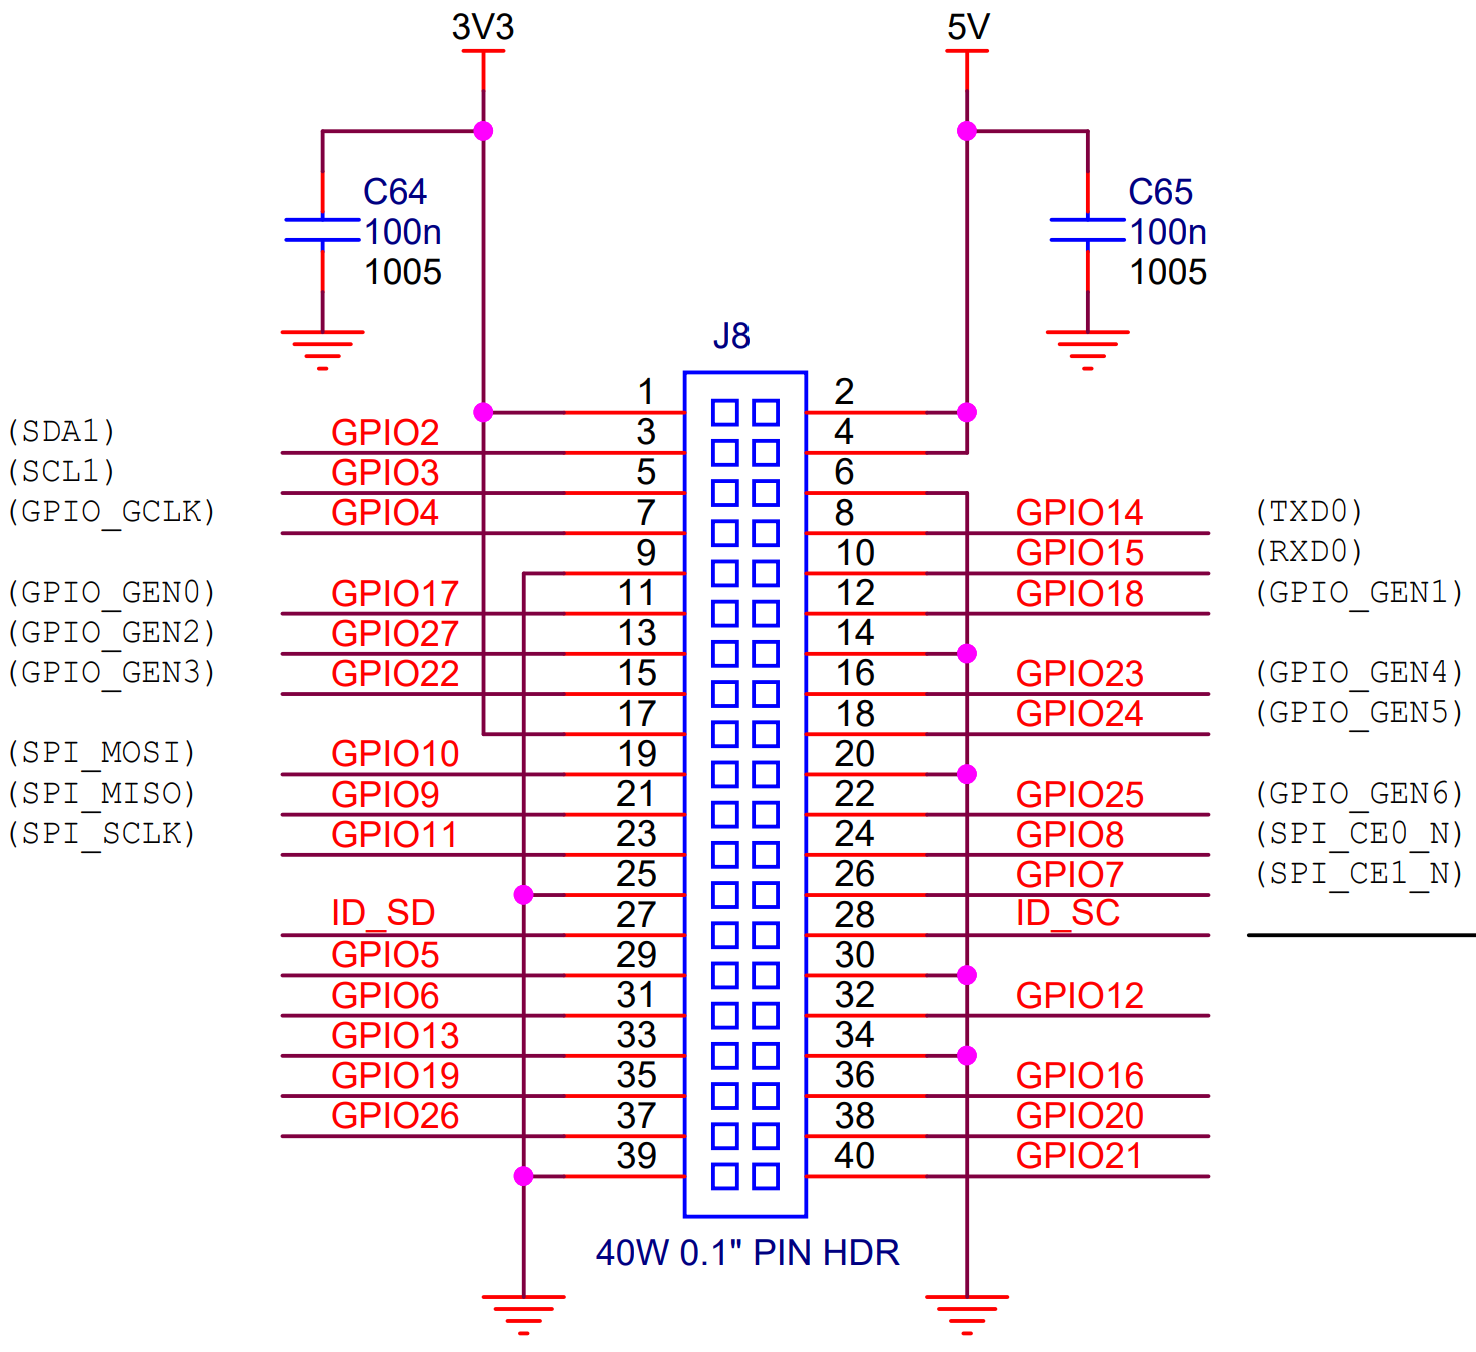 3V3 5V
C64 C65
100n 100n
1005 1005
J8
1 2
(SDA1) GPIO2 3 4
(SCL1) GPIO3 5 6
(GPIO_GCLK) GPIO4 7 8 GPIO14 (TXD0)
9 10 GPIO15 (RXD0)
(GPIO_GEN0) GPIO17 11 12 GPIO18 (GPIO_GEN1)
(GPIO_GEN2) GPIO27 13 14
(GPIO_GEN3) GPIO22 15 16 GPIO23 (GPIO_GEN4)
17 18 GPIO24 (GPIO_GEN5)
(SPI_MOSI) GPIO10 19 20
(SPI_MISO) GPIO9 21 22 GPIO25 (GPIO_GEN6)
(SPI_SCLK) GPIO11 23 24 GPIO8 (SPI_CE0_N)
25 26 GPIO7 (SPI_CE1_N)
ID_SD 27 28 ID_SC
GPIO5 29 30
GPIO6 31 32 GPIO12
GPIO13 33 34
GPIO19 35 36 GPIO16
GPIO26 37 38 GPIO20
39 40 GPIO21
40W 0.1" PIN HDR